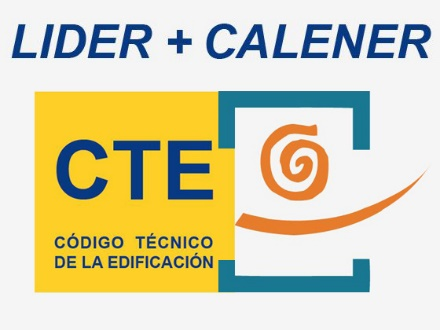 LIDER + CALENER
CTE
CÓDIGO TÉCNICO
DE LA EDIFICACIÓN